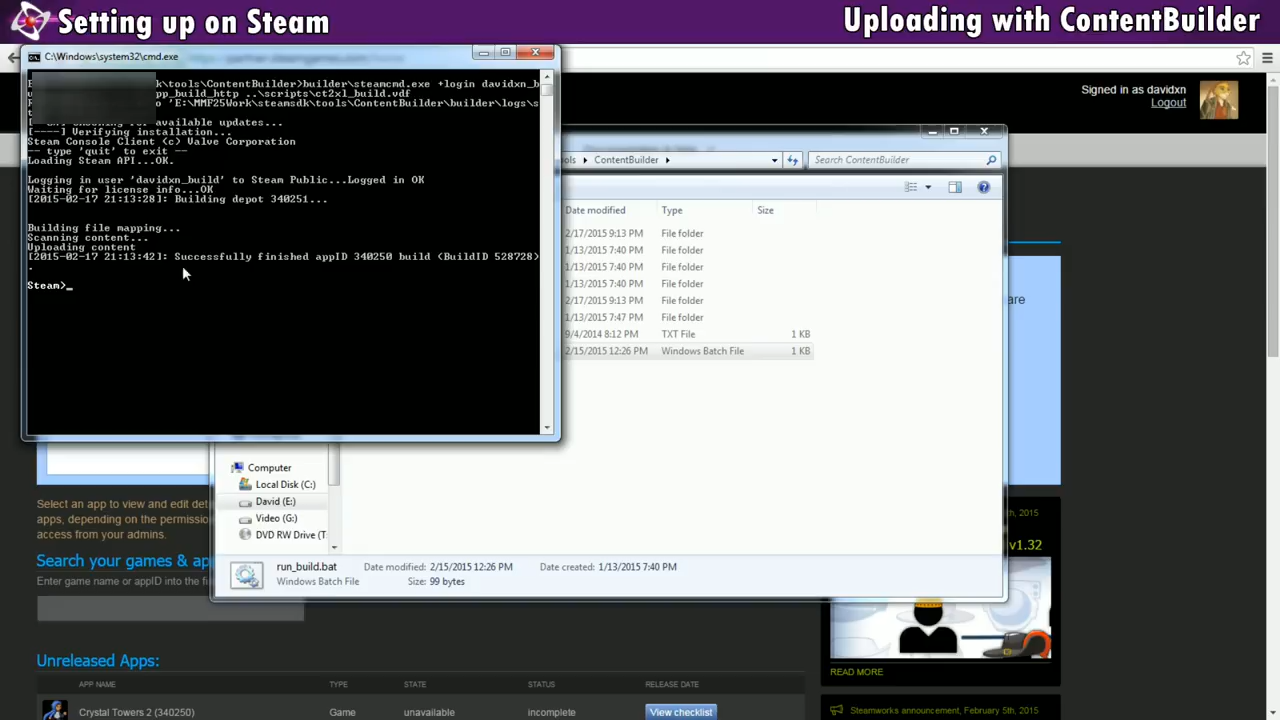 Setting up on Steam
Uploading with ContentBuilder
C:\Windows\system32\cmd.exe
k\tools\ContentBuilder>builder\steamcmd.exe +login davidxn_b
pp_build_http ..\scripts\ct2xl_build.vdf
o 'E:\MMF25Work\steamsdk\tools\ContentBuilder\builder\logs\s
for available updates...
[----] Verifying installation...
Steam Console Client (c) Valve Corporation
-- type 'quit' to exit --
Loading Steam API...OK.
Logging in user 'davidxn_build' to Steam Public...Logged in OK
Waiting for license info...OK
[2015-02-17 21:13:28]: Building depot 340251...
Building file mapping...
Scanning content...
Uploading content
[2015-02-17 21:13:42]: Successfully finished appID 340250 build (BuildID 528728)
.
Steam>_
Signed in as davidxn
Logout
ols ContentBuilder
Search ContentBuilder
Date modified Type Size
2/17/2015 9:13 PM File folder
1/13/2015 7:40 PM File folder
1/13/2015 7:40 PM File folder
1/13/2015 7:40 PM File folder
2/17/2015 9:13 PM File folder
1/13/2015 7:47 PM File folder
9/4/2014 8:12 PM TXT File 1 KB
2/15/2015 12:26 PM Windows Batch File 1 KB
Computer
Local Disk (C:)
David (E:)
Video (G:)
DVD RW Drive (T:
run_build.bat Date modified: 2/15/2015 12:26 PM Date created: 1/13/2015 7:40 PM
Windows Batch File Size: 99 bytes
are
Select an app to view and edit det
apps, depending on the permissio
access from your admins.
Search your games & ap
Enter game name or appID into the fi
Unreleased Apps:
APP NAME TYPE STATE STATUS RELEASE DATE
Crystal Towers 2 (340250) Game unavailable incomplete View checklist
th, 2015
v1.32
READ MORE
Steamworks announcement, February 5th, 2015